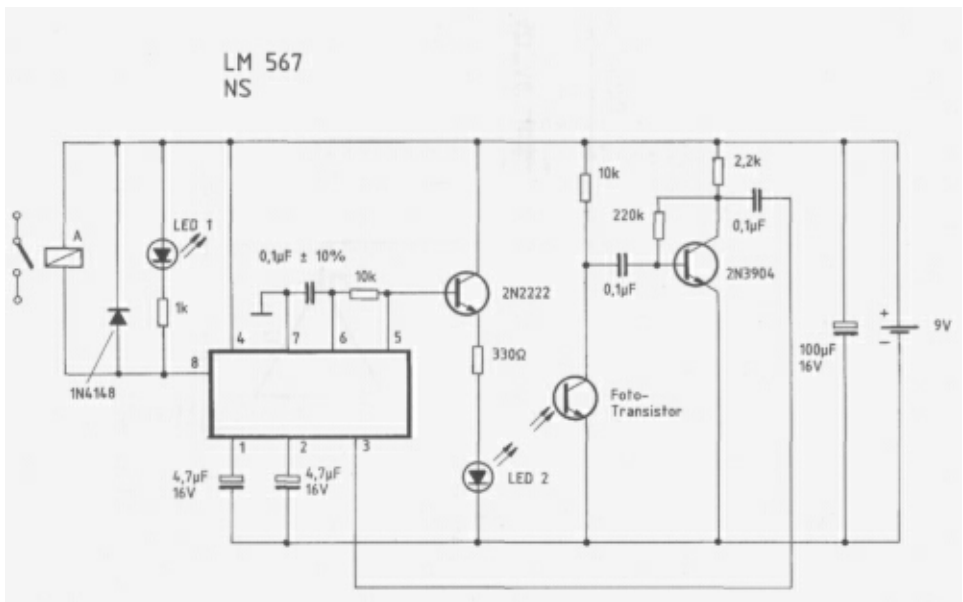 LM 567
NS
2,2k
10k
A
LED 1
220k
0,1µF
0,1µF ± 10%
10k
1k
2N2222
0,1µF
2N3904
4
7
6
5
8
330Ω
100µF
16V
+
−
9V
1N4148
Foto-
Transistor
1
2
3
4,7µF
16V
4,7µF
16V
LED 2